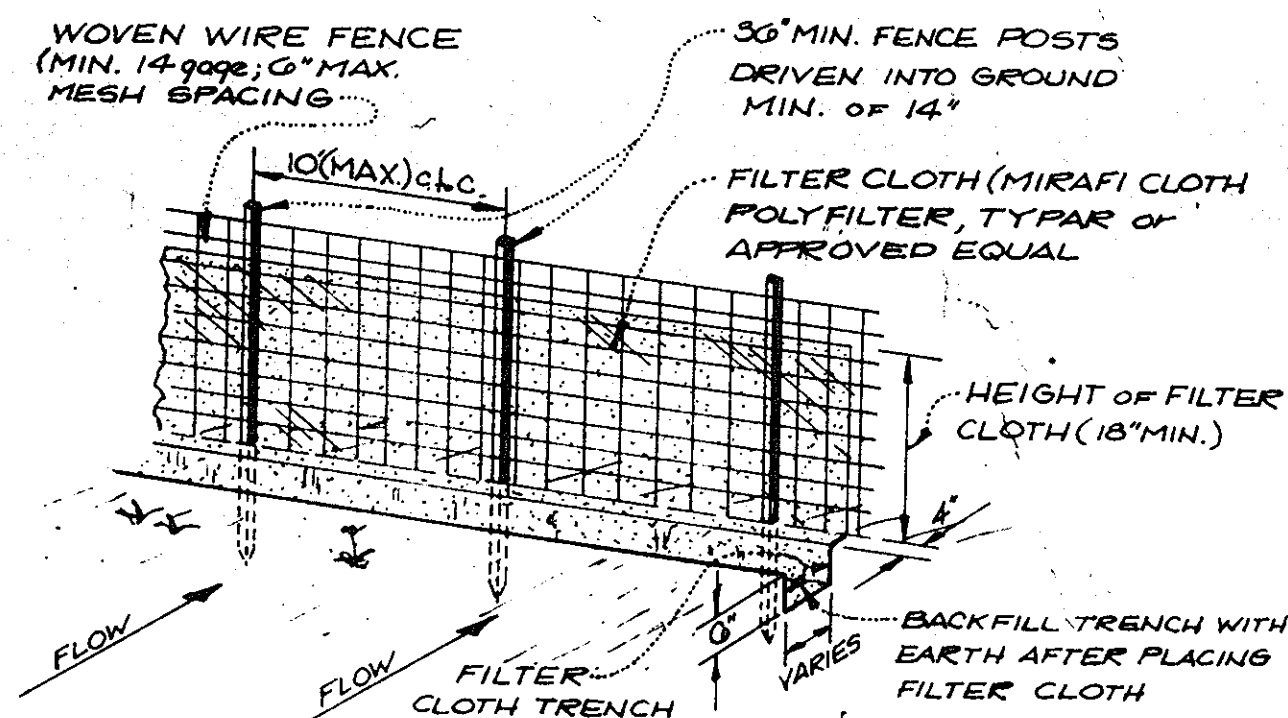 WOVEN WIRE FENCE
(MIN. 14 gage; 6" MAX.
MESH SPACING
36" MIN. FENCE POSTS
DRIVEN INTO GROUND
MIN. OF 14"
10'(MAX.) c.to c.
FILTER CLOTH (MIRAFI CLOTH
POLYFILTER, TYPAR or
APPROVED EQUAL
HEIGHT OF FILTER
CLOTH (18" MIN.)
4"
6"
VARIES
BACKFILL TRENCH WITH
EARTH AFTER PLACING
FILTER CLOTH
FLOW
FLOW
FILTER
CLOTH TRENCH